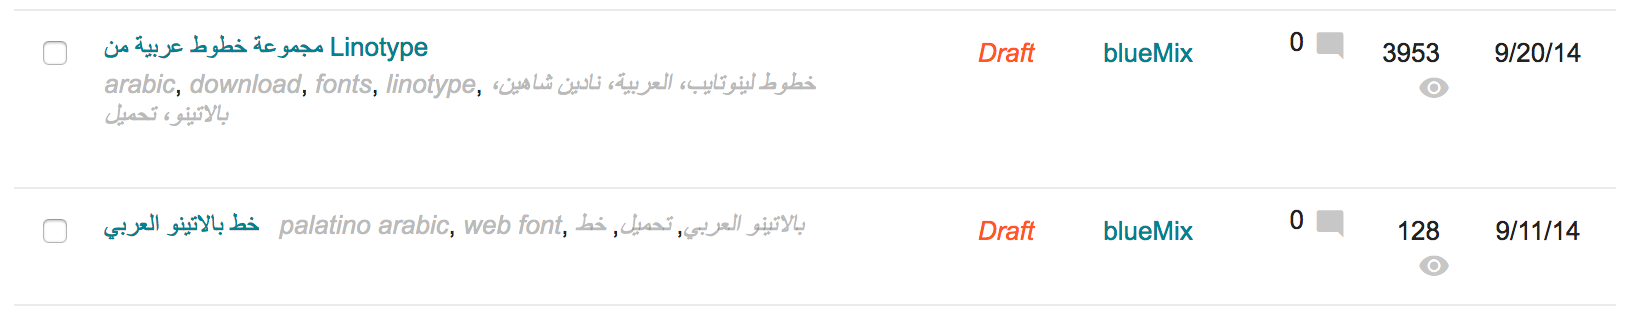 مجموعة خطوط عربية من Linotype
Draft
blueMix
0
3953
9/20/14
arabic, download, fonts, linotype, خطوط لينوتايب، العربية، نادين شاهين،
بالاتينو، تحميل
خط بالاتينو العربي palatino arabic, web font, خط ,تحميل ,بالاتينو العربي
Draft
blueMix
0
128
9/11/14